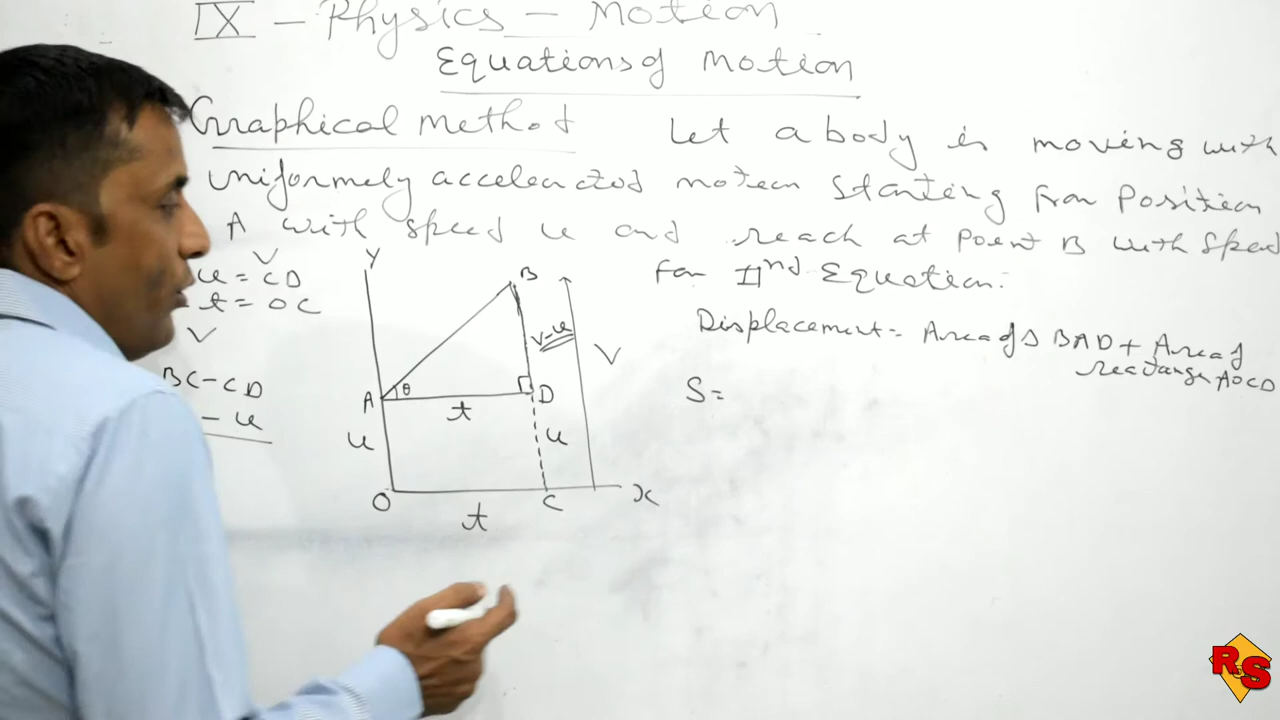 IX - Physics - Motion
Equations of Motion
Graphical method Let a body is moving with
uniformely accelerated motion Starting from Position
A with speed u and reach at point B with Speed
V
u = CD
t = OC
V
BC - CD
- u
Y
B
V-u
V
A θ
t
D
u
u
O
C
x
t
for IInd Equation:
Displacement = Area of Δ BAD + Area of
rectange AOCD
S =
RS